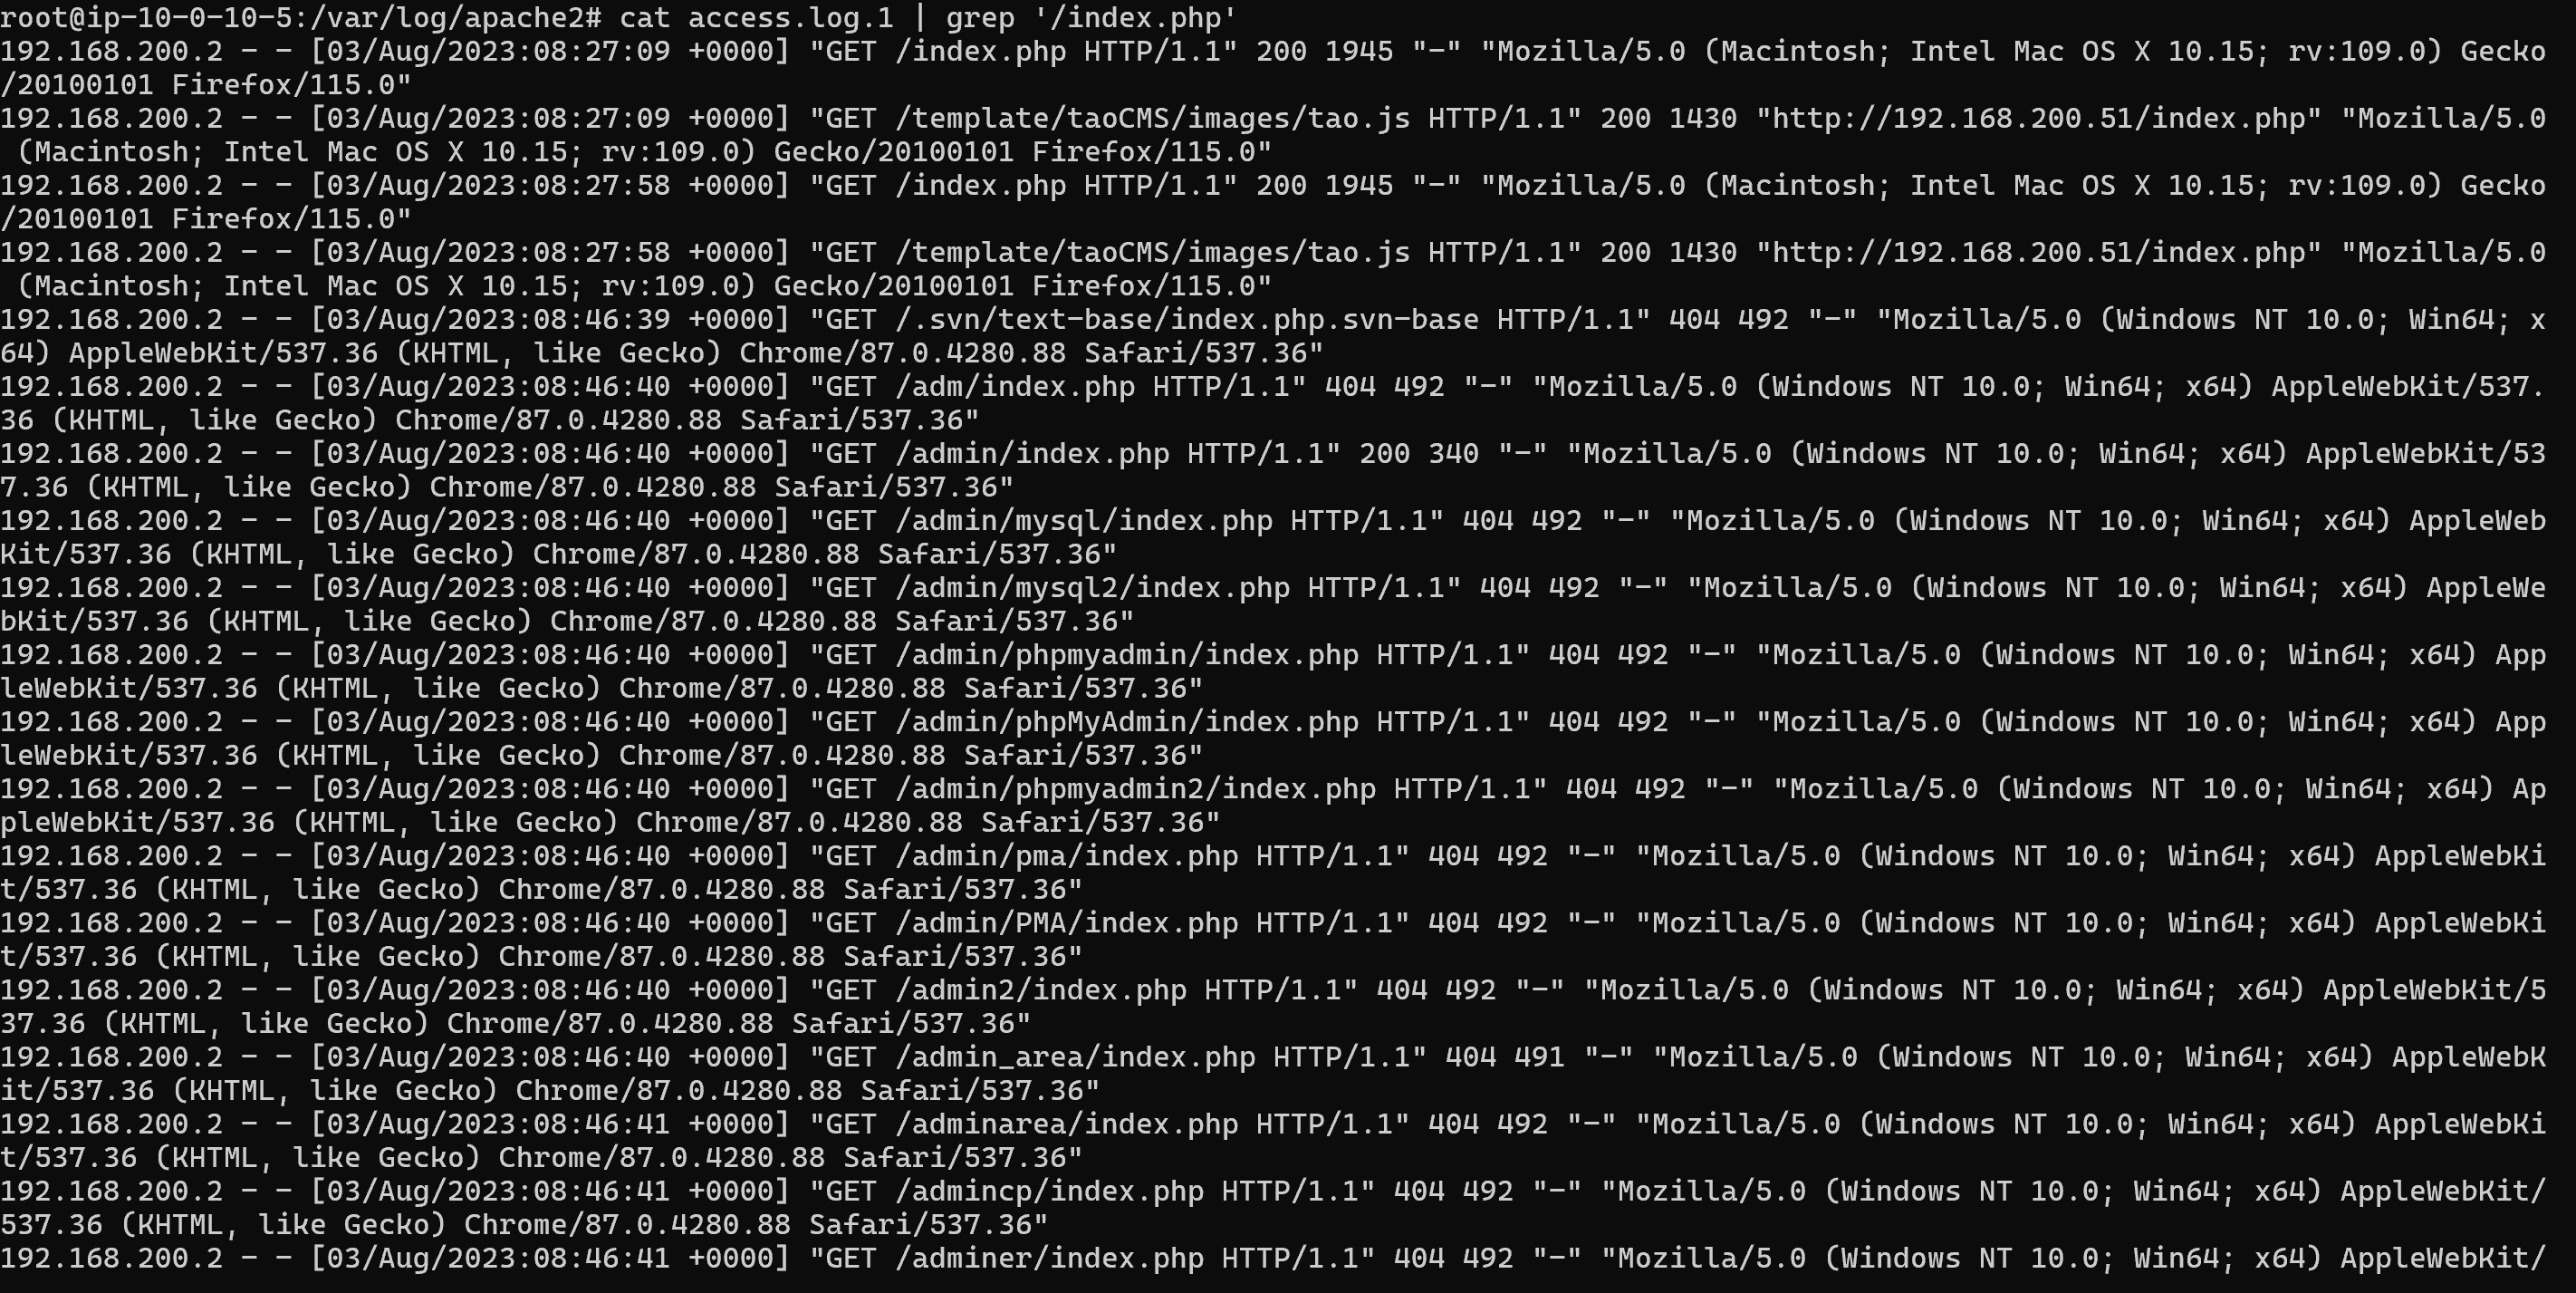 root@ip-10-0-10-5:/var/log/apache2# cat access.log.1 | grep '/index.php'
192.168.200.2 - - [03/Aug/2023:08:27:09 +0000] "GET /index.php HTTP/1.1" 200 1945 "-" "Mozilla/5.0 (Macintosh; Intel Mac OS X 10.15; rv:109.0) Gecko
/20100101 Firefox/115.0"
192.168.200.2 - - [03/Aug/2023:08:27:09 +0000] "GET /template/taoCMS/images/tao.js HTTP/1.1" 200 1430 "http://192.168.200.51/index.php" "Mozilla/5.0
 (Macintosh; Intel Mac OS X 10.15; rv:109.0) Gecko/20100101 Firefox/115.0"
192.168.200.2 - - [03/Aug/2023:08:27:58 +0000] "GET /index.php HTTP/1.1" 200 1945 "-" "Mozilla/5.0 (Macintosh; Intel Mac OS X 10.15; rv:109.0) Gecko
/20100101 Firefox/115.0"
192.168.200.2 - - [03/Aug/2023:08:27:58 +0000] "GET /template/taoCMS/images/tao.js HTTP/1.1" 200 1430 "http://192.168.200.51/index.php" "Mozilla/5.0
 (Macintosh; Intel Mac OS X 10.15; rv:109.0) Gecko/20100101 Firefox/115.0"
192.168.200.2 - - [03/Aug/2023:08:46:39 +0000] "GET /.svn/text-base/index.php.svn-base HTTP/1.1" 404 492 "-" "Mozilla/5.0 (Windows NT 10.0; Win64; x
64) AppleWebKit/537.36 (KHTML, like Gecko) Chrome/87.0.4280.88 Safari/537.36"
192.168.200.2 - - [03/Aug/2023:08:46:40 +0000] "GET /adm/index.php HTTP/1.1" 404 492 "-" "Mozilla/5.0 (Windows NT 10.0; Win64; x64) AppleWebKit/537.
36 (KHTML, like Gecko) Chrome/87.0.4280.88 Safari/537.36"
192.168.200.2 - - [03/Aug/2023:08:46:40 +0000] "GET /admin/index.php HTTP/1.1" 200 340 "-" "Mozilla/5.0 (Windows NT 10.0; Win64; x64) AppleWebKit/53
7.36 (KHTML, like Gecko) Chrome/87.0.4280.88 Safari/537.36"
192.168.200.2 - - [03/Aug/2023:08:46:40 +0000] "GET /admin/mysql/index.php HTTP/1.1" 404 492 "-" "Mozilla/5.0 (Windows NT 10.0; Win64; x64) AppleWeb
Kit/537.36 (KHTML, like Gecko) Chrome/87.0.4280.88 Safari/537.36"
192.168.200.2 - - [03/Aug/2023:08:46:40 +0000] "GET /admin/mysql2/index.php HTTP/1.1" 404 492 "-" "Mozilla/5.0 (Windows NT 10.0; Win64; x64) AppleWe
bKit/537.36 (KHTML, like Gecko) Chrome/87.0.4280.88 Safari/537.36"
192.168.200.2 - - [03/Aug/2023:08:46:40 +0000] "GET /admin/phpmyadmin/index.php HTTP/1.1" 404 492 "-" "Mozilla/5.0 (Windows NT 10.0; Win64; x64) App
leWebKit/537.36 (KHTML, like Gecko) Chrome/87.0.4280.88 Safari/537.36"
192.168.200.2 - - [03/Aug/2023:08:46:40 +0000] "GET /admin/phpMyAdmin/index.php HTTP/1.1" 404 492 "-" "Mozilla/5.0 (Windows NT 10.0; Win64; x64) App
leWebKit/537.36 (KHTML, like Gecko) Chrome/87.0.4280.88 Safari/537.36"
192.168.200.2 - - [03/Aug/2023:08:46:40 +0000] "GET /admin/phpmyadmin2/index.php HTTP/1.1" 404 492 "-" "Mozilla/5.0 (Windows NT 10.0; Win64; x64) Ap
pleWebKit/537.36 (KHTML, like Gecko) Chrome/87.0.4280.88 Safari/537.36"
192.168.200.2 - - [03/Aug/2023:08:46:40 +0000] "GET /admin/pma/index.php HTTP/1.1" 404 492 "-" "Mozilla/5.0 (Windows NT 10.0; Win64; x64) AppleWebKi
t/537.36 (KHTML, like Gecko) Chrome/87.0.4280.88 Safari/537.36"
192.168.200.2 - - [03/Aug/2023:08:46:40 +0000] "GET /admin/PMA/index.php HTTP/1.1" 404 492 "-" "Mozilla/5.0 (Windows NT 10.0; Win64; x64) AppleWebKi
t/537.36 (KHTML, like Gecko) Chrome/87.0.4280.88 Safari/537.36"
192.168.200.2 - - [03/Aug/2023:08:46:40 +0000] "GET /admin2/index.php HTTP/1.1" 404 492 "-" "Mozilla/5.0 (Windows NT 10.0; Win64; x64) AppleWebKit/5
37.36 (KHTML, like Gecko) Chrome/87.0.4280.88 Safari/537.36"
192.168.200.2 - - [03/Aug/2023:08:46:40 +0000] "GET /admin_area/index.php HTTP/1.1" 404 491 "-" "Mozilla/5.0 (Windows NT 10.0; Win64; x64) AppleWebK
it/537.36 (KHTML, like Gecko) Chrome/87.0.4280.88 Safari/537.36"
192.168.200.2 - - [03/Aug/2023:08:46:41 +0000] "GET /adminarea/index.php HTTP/1.1" 404 492 "-" "Mozilla/5.0 (Windows NT 10.0; Win64; x64) AppleWebKi
t/537.36 (KHTML, like Gecko) Chrome/87.0.4280.88 Safari/537.36"
192.168.200.2 - - [03/Aug/2023:08:46:41 +0000] "GET /admincp/index.php HTTP/1.1" 404 492 "-" "Mozilla/5.0 (Windows NT 10.0; Win64; x64) AppleWebKit/
537.36 (KHTML, like Gecko) Chrome/87.0.4280.88 Safari/537.36"
192.168.200.2 - - [03/Aug/2023:08:46:41 +0000] "GET /adminer/index.php HTTP/1.1" 404 492 "-" "Mozilla/5.0 (Windows NT 10.0; Win64; x64) AppleWebKit/